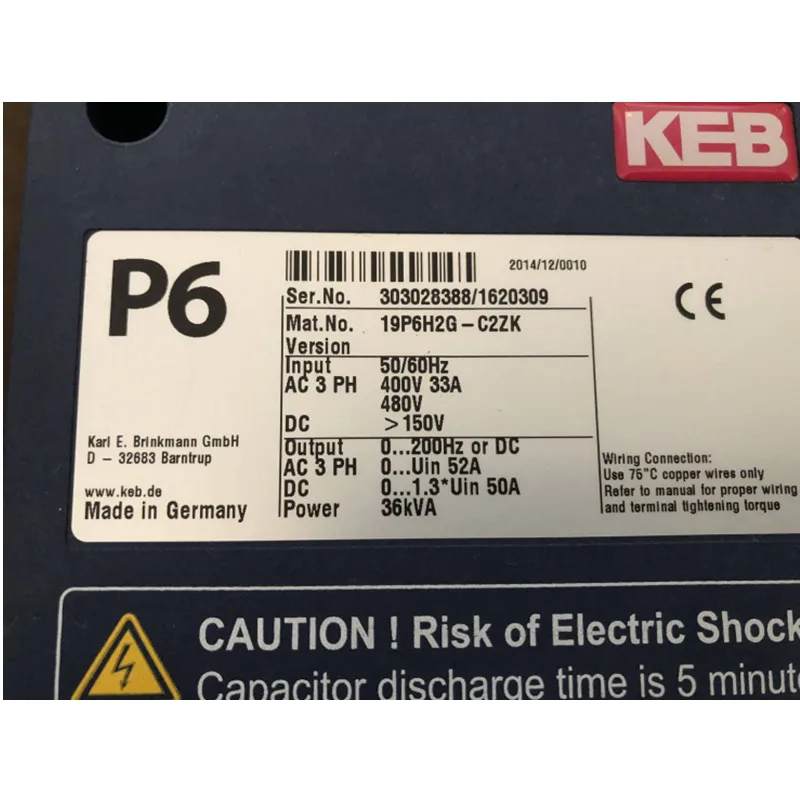 KEB
P6
2014/12/0010
Ser.No. 303028388/1620309
Mat.No. 19P6H2G-C2ZK
Version
Input 50/60Hz
AC 3 PH 400V 33A
480V
DC >150V
Output 0...200Hz or DC
AC 3 PH 0...Uin 52A
DC 0...1.3*Uin 50A
Power 36kVA
Karl E. Brinkmann GmbH
D - 32683 Barntrup
www.keb.de
Made in Germany
CE
Wiring Connection:
Use 75°C copper wires only
Refer to manual for proper wiring
and terminal tightening torque
CAUTION ! Risk of Electric Shock
Capacitor discharge time is 5 minute